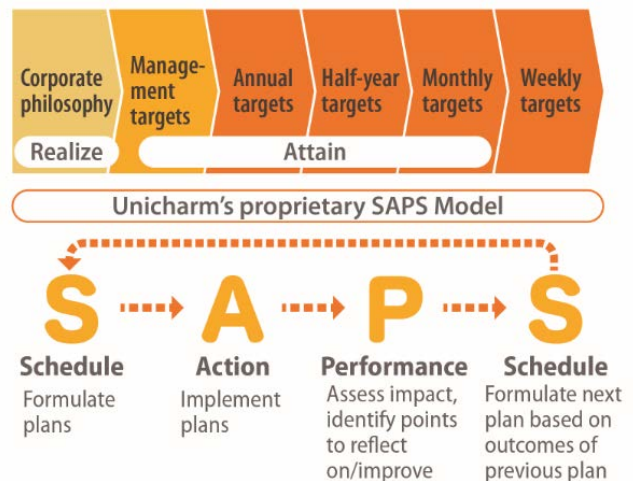 Corporate
philosophy
Manage-
ment
targets
Annual
targets
Half-year
targets
Monthly
targets
Weekly
targets
Realize
Attain
Unicharm's proprietary SAPS Model
S
A
P
S
Schedule
Formulate
plans
Action
Implement
plans
Performance
Assess impact,
identify points
to reflect
on/improve
Schedule
Formulate next
plan based on
outcomes of
previous plan